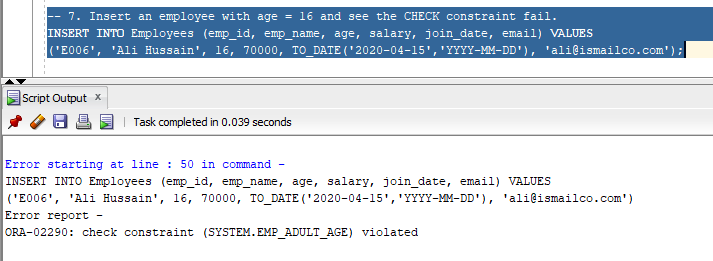 -- 7. Insert an employee with age = 16 and see the CHECK constraint fail.
INSERT INTO Employees (emp_id, emp_name, age, salary, join_date, email) VALUES
('E006', 'Ali Hussain', 16, 70000, TO_DATE('2020-04-15','YYYY-MM-DD'), 'ali@ismailco.com');
Script Output x
Task completed in 0.039 seconds
Error starting at line : 50 in command -
INSERT INTO Employees (emp_id, emp_name, age, salary, join_date, email) VALUES
('E006', 'Ali Hussain', 16, 70000, TO_DATE('2020-04-15','YYYY-MM-DD'), 'ali@ismailco.com')
Error report -
ORA-02290: check constraint (SYSTEM.EMP_ADULT_AGE) violated